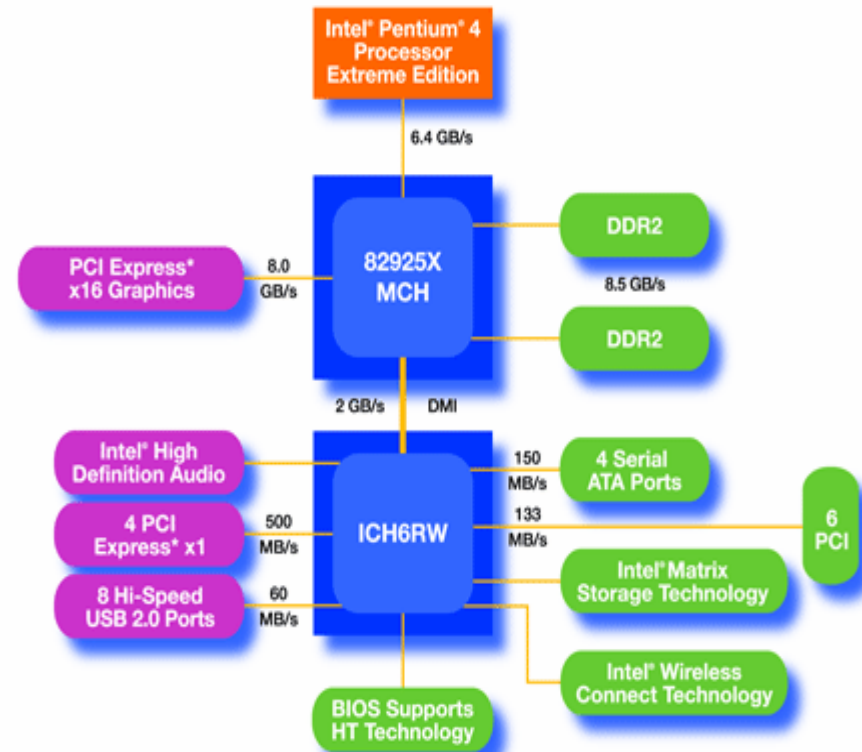 Intel® Pentium® 4
Processor
Extreme Edition
6.4 GB/s
PCI Express*
x16 Graphics
8.0
GB/s
82925X
MCH
DDR2
8.5 GB/s
DDR2
2 GB/s
DMI
Intel® High
Definition Audio
4 PCI
Express* x1
500
MB/s
8 Hi-Speed
USB 2.0 Ports
60
MB/s
ICH6RW
150
MB/s
4 Serial
ATA Ports
133
MB/s
6
PCI
Intel® Matrix
Storage Technology
Intel® Wireless
Connect Technology
BIOS Supports
HT Technology